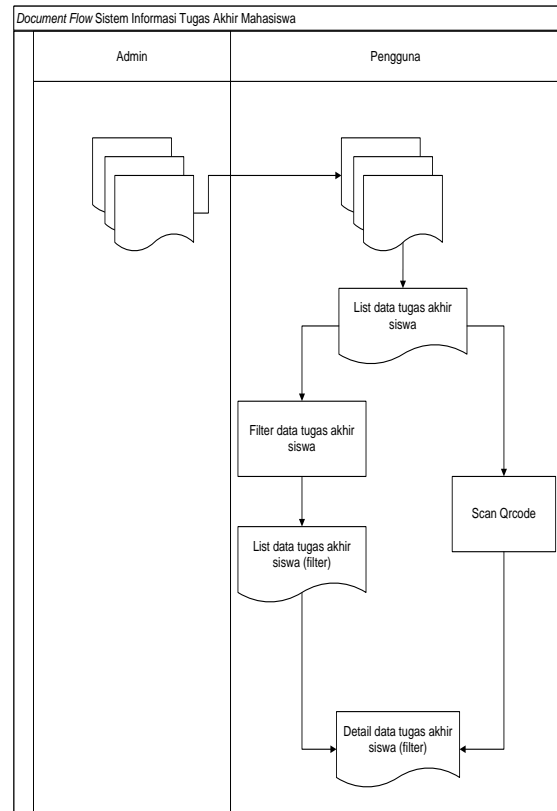 Document Flow Sistem Informasi Tugas Akhir Mahasiswa
Admin
Pengguna
List data tugas akhir
siswa
Filter data tugas akhir
siswa
Scan Qrcode
List data tugas akhir
siswa (filter)
Detail data tugas akhir
siswa (filter)